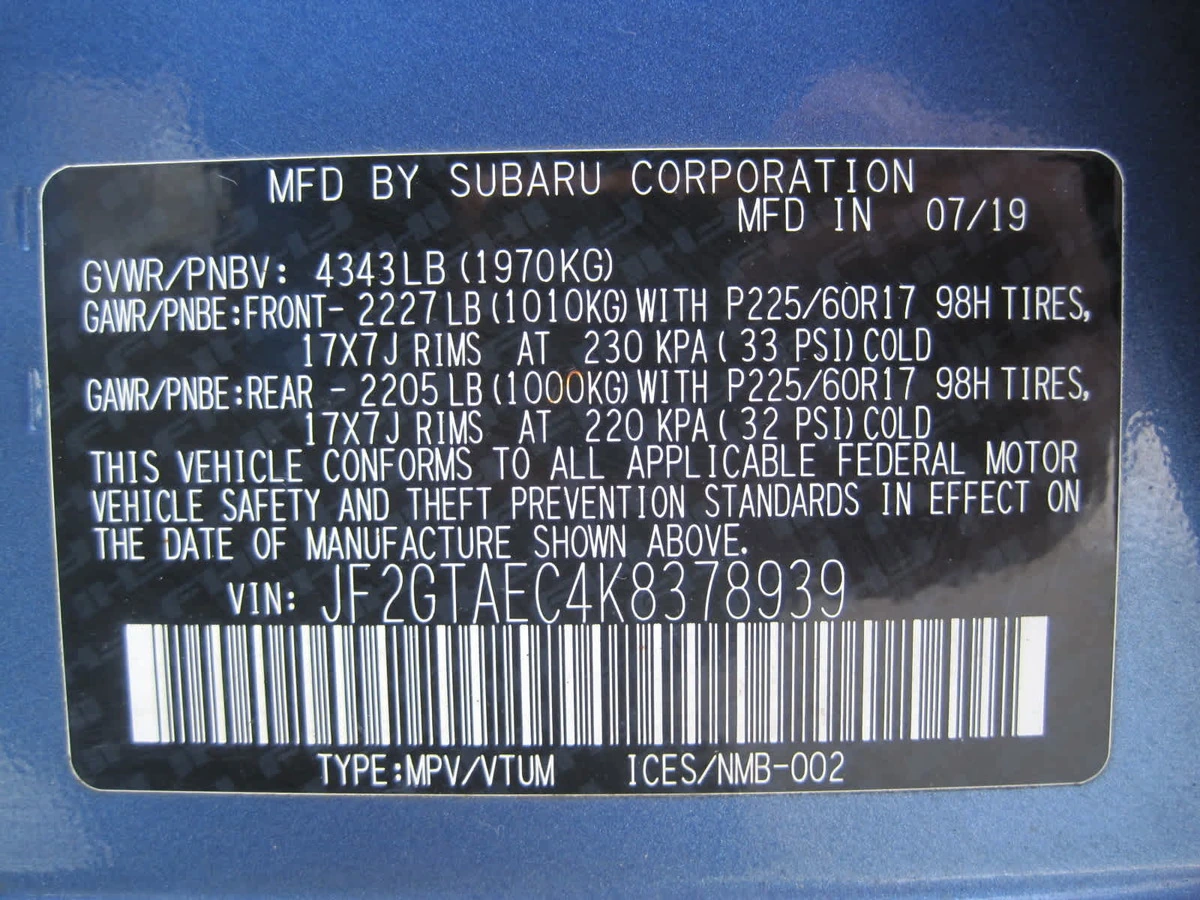 MFD BY SUBARU CORPORATION
MFD IN 07/19
GVWR/PNBV: 4343LB (1970KG)
GAWR/PNBE:FRONT- 2227 LB (1010KG) WITH P225/60R17 98H TIRES,
17X7J RIMS AT 230 KPA ( 33 PSI) COLD
GAWR/PNBE:REAR - 2205 LB (1000KG) WITH P225/60R17 98H TIRES,
17X7J RIMS AT 220 KPA ( 32 PSI) COLD
THIS VEHICLE CONFORMS TO ALL APPLICABLE FEDERAL MOTOR
VEHICLE SAFETY AND THEFT PREVENTION STANDARDS IN EFFECT ON
THE DATE OF MANUFACTURE SHOWN ABOVE.
VIN: JF2GTAEC4K8378939
TYPE:MPV/VTUM ICES/NMB-002